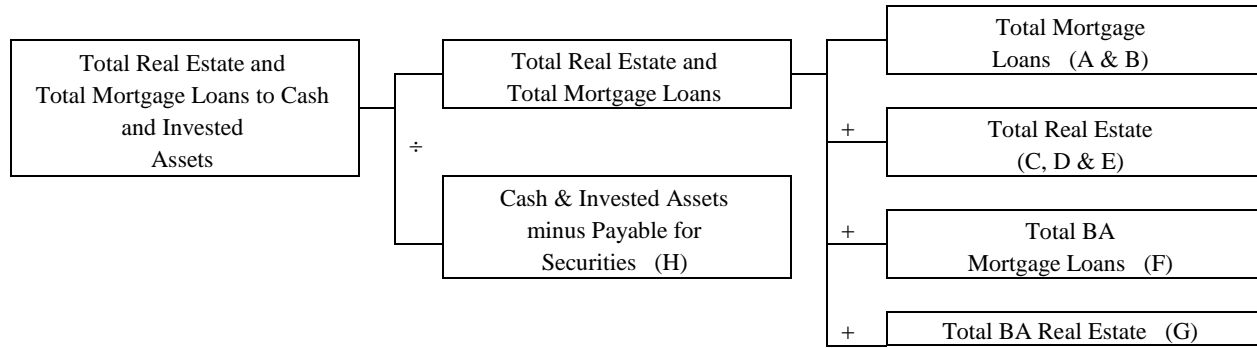 Total Real Estate and
Total Mortgage Loans to Cash
and Invested
Assets
÷
Total Real Estate and
Total Mortgage Loans
Cash & Invested Assets
minus Payable for
Securities (H)
Total Mortgage
Loans (A & B)
+
Total Real Estate
(C, D & E)
+
Total BA
Mortgage Loans (F)
+
Total BA Real Estate (G)